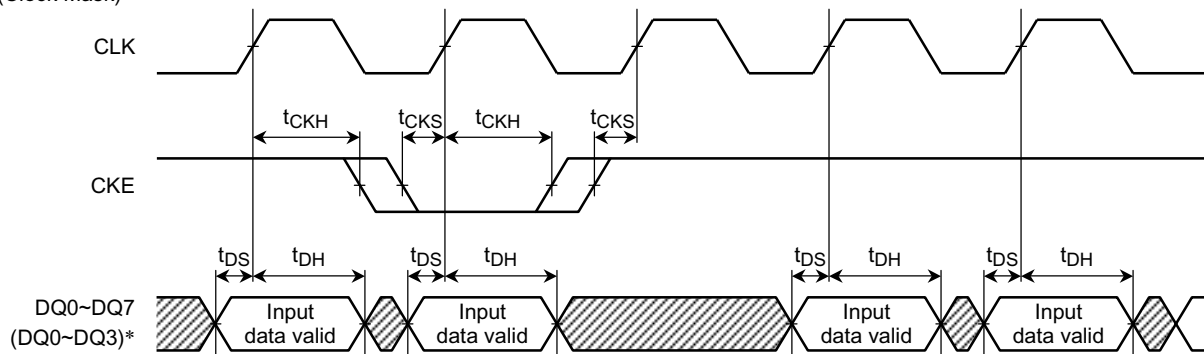 (Clock Mask)
CLK
tCKH tCKS tCKH tCKS
CKE
tDS tDH tDS tDH tDS tDH tDS tDH
DQ0~DQ7
(DQ0~DQ3)*
Input
data valid
Input
data valid
Input
data valid
Input
data valid